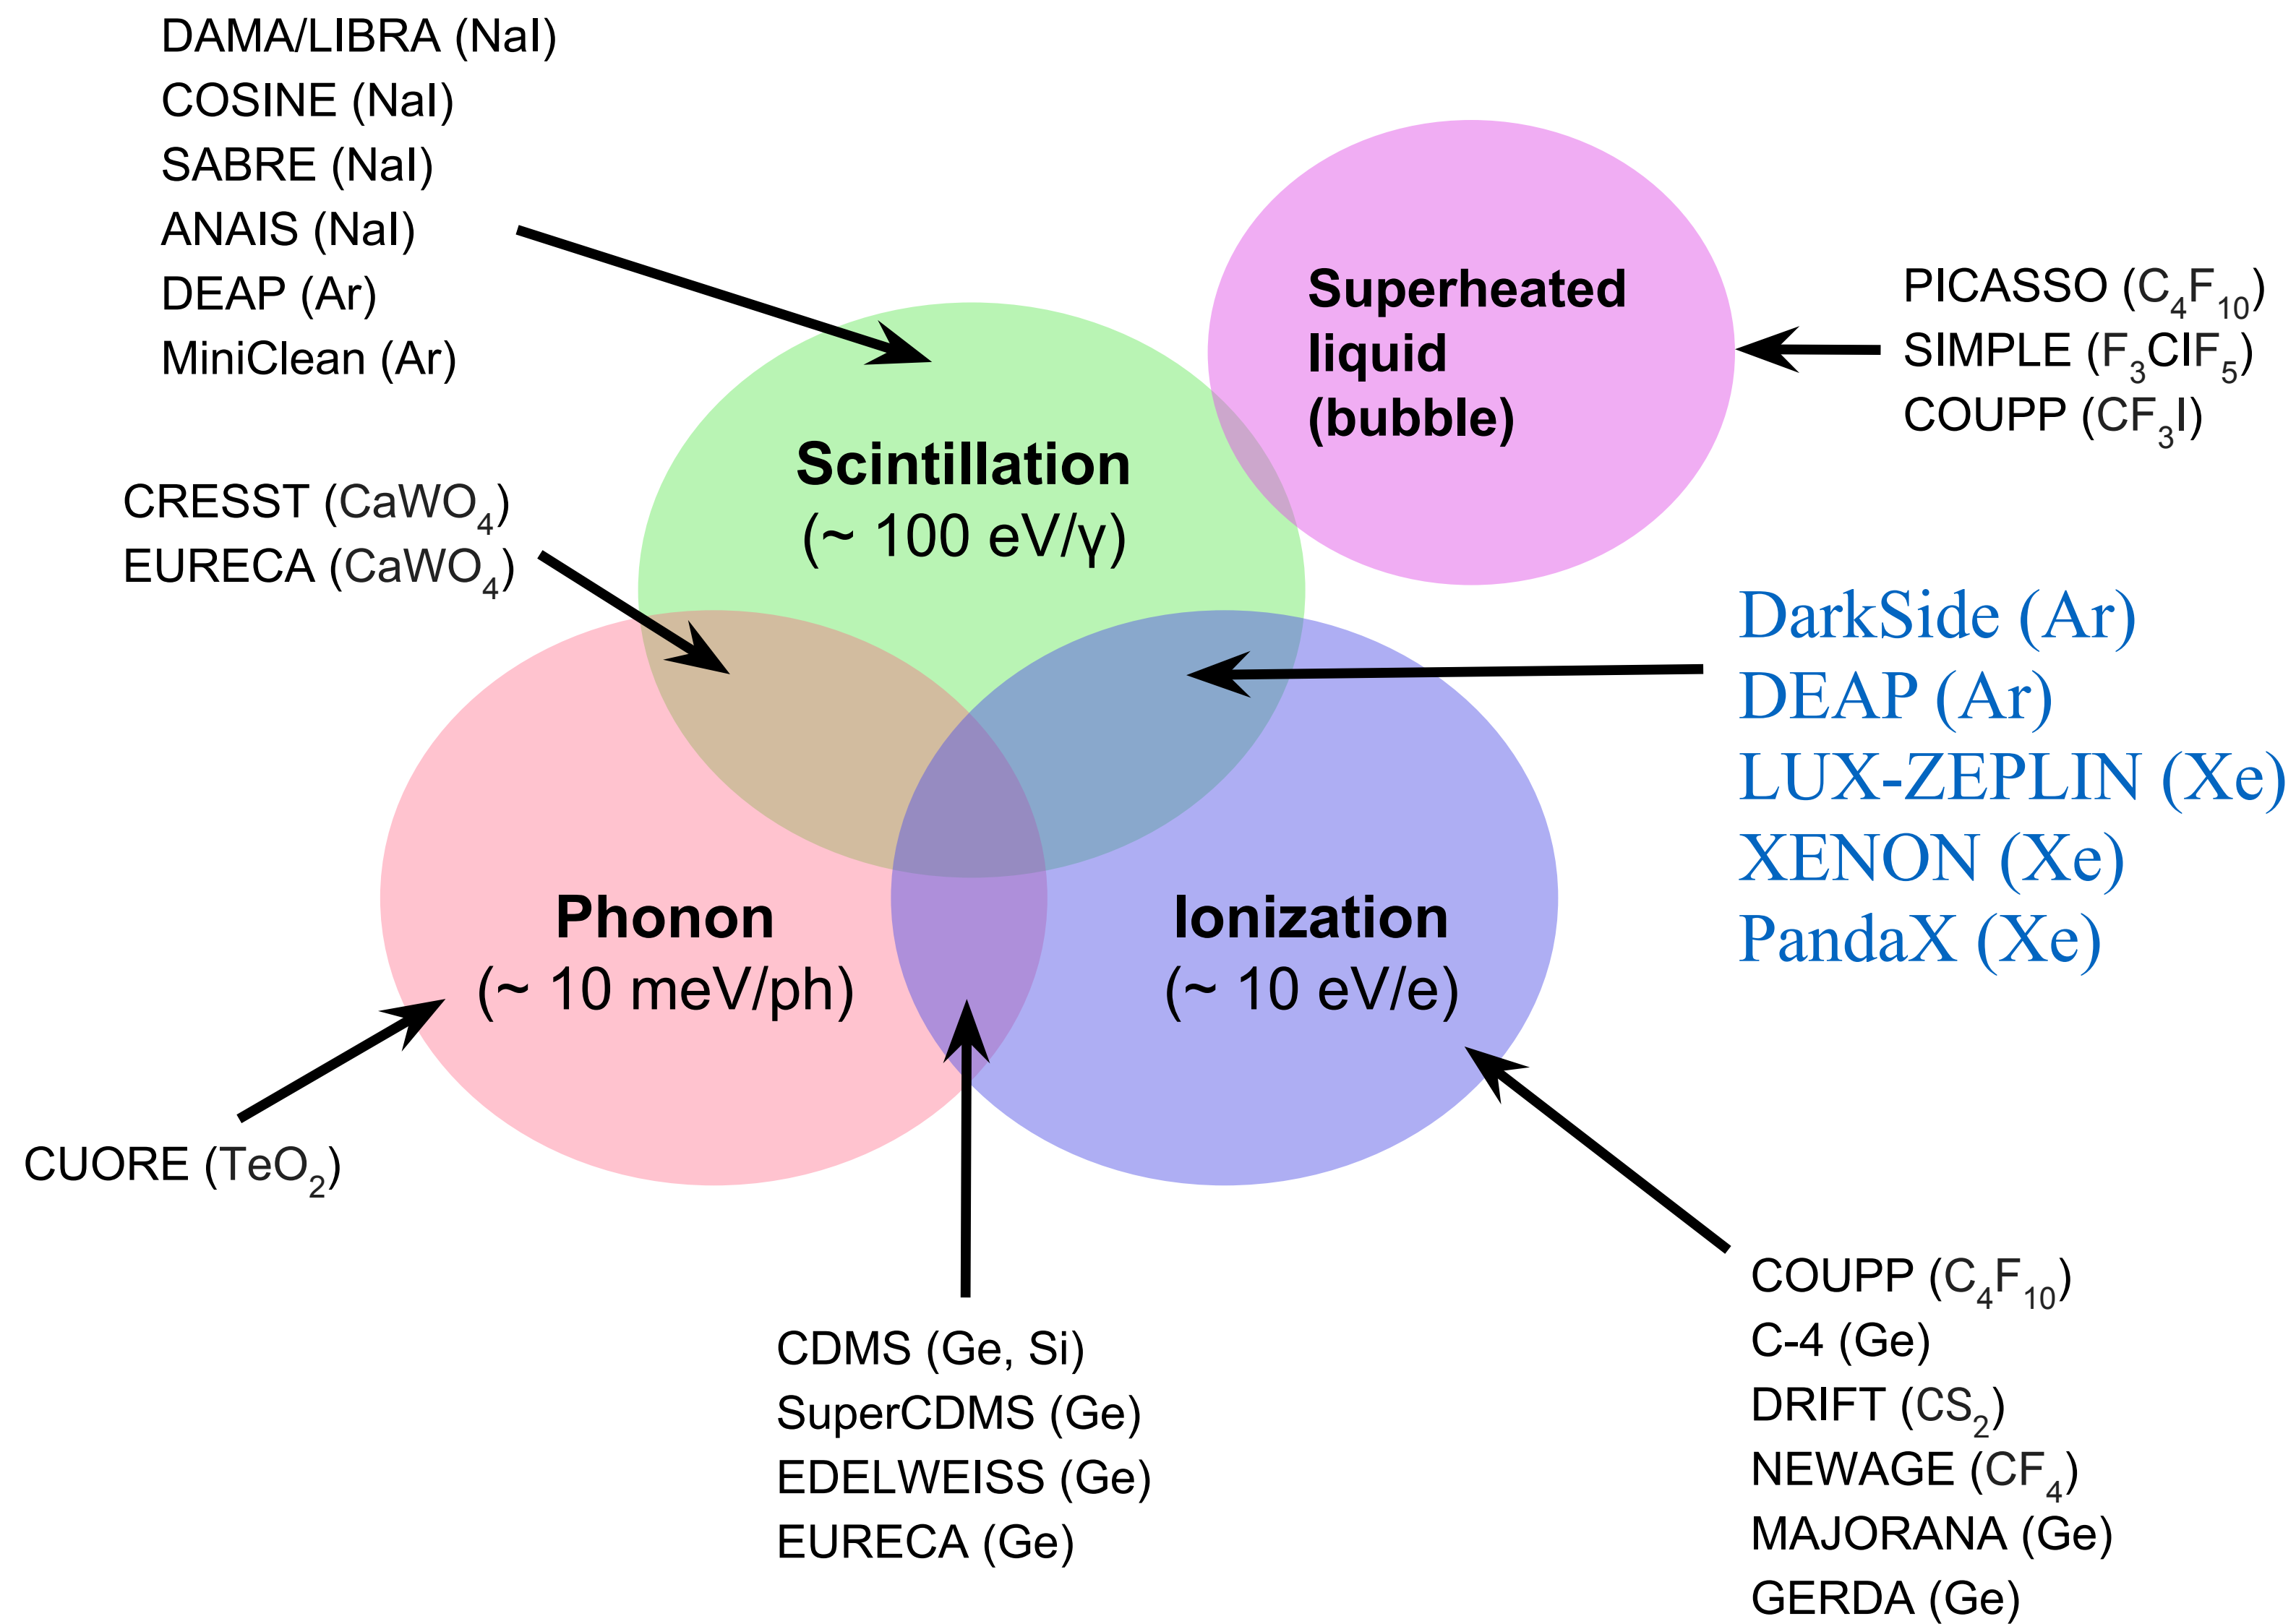 DAMA/LIBRA (NaI)
COSINE (NaI)
SABRE (NaI)
ANAIS (NaI)
DEAP (Ar)
MiniClean (Ar)
CRESST (CaWO₄)
EURECA (CaWO₄)
Superheated
liquid
(bubble)
PICASSO (C₄F₁₀)
SIMPLE (F₃ClF₅)
COUPP (CF₃I)
Scintillation
(~ 100 eV/γ)
DarkSide (Ar)
DEAP (Ar)
LUX-ZEPLIN (Xe)
XENON (Xe)
PandaX (Xe)
Phonon
(~ 10 meV/ph)
Ionization
(~ 10 eV/e)
CUORE (TeO₂)
CDMS (Ge, Si)
SuperCDMS (Ge)
EDELWEISS (Ge)
EURECA (Ge)
COUPP (C₄F₁₀)
C-4 (Ge)
DRIFT (CS₂)
NEWAGE (CF₄)
MAJORANA (Ge)
GERDA (Ge)